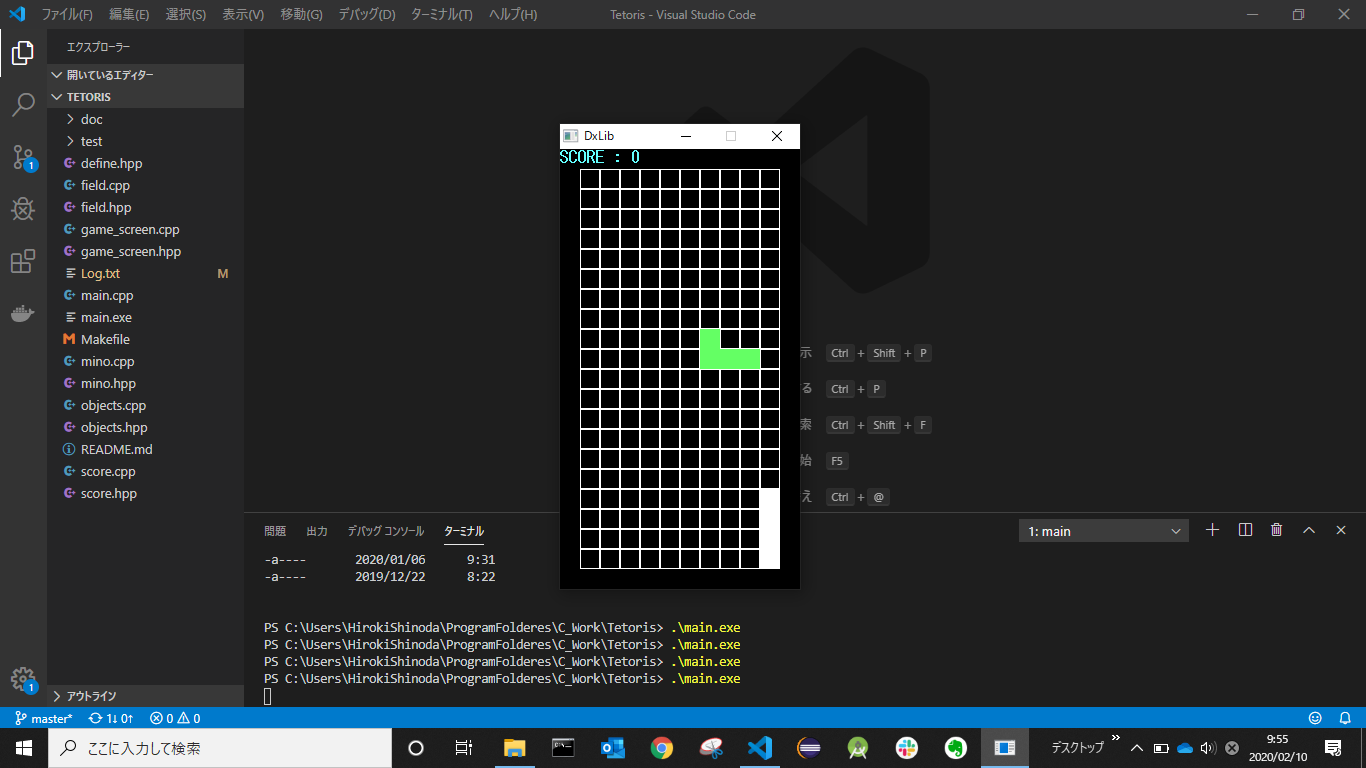 ファイル(F) 編集(E) 選択(S) 表示(V) 移動(G) デバッグ(D) ターミナル(T) ヘルプ(H) Tetoris - Visual Studio Code
エクスプローラー
開いているエディター
TETORIS
doc
test
define.hpp
field.cpp
field.hpp
game_screen.cpp
game_screen.hpp
Log.txt M
main.cpp
main.exe
Makefile
mino.cpp
mino.hpp
objects.cpp
objects.hpp
README.md
score.cpp
score.hpp
アウトライン
1
1
DxLib
SCORE : 0
示 Ctrl + Shift + P
る Ctrl + P
索 Ctrl + Shift + F
始 F5
え Ctrl + @
問題 出力 デバッグ コンソール ターミナル 1: main
-a---- 2020/01/06 9:31
-a---- 2019/12/22 8:22
PS C:\Users\HirokiShinoda\ProgramFolderes\C_Work\Tetoris> .\main.exe
PS C:\Users\HirokiShinoda\ProgramFolderes\C_Work\Tetoris> .\main.exe
PS C:\Users\HirokiShinoda\ProgramFolderes\C_Work\Tetoris> .\main.exe
PS C:\Users\HirokiShinoda\ProgramFolderes\C_Work\Tetoris> .\main.exe
master* 1↓ 0↑ 0 0
ここに入力して検索 デスクトップ 9:55
2020/02/10